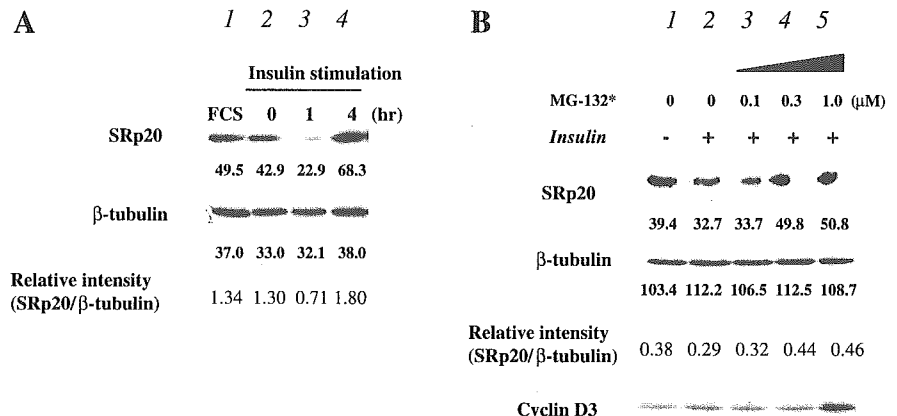 A
1 2 3 4
Insulin stimulation
FCS 0 1 4 (hr)
SRp20
49.5 42.9 22.9 68.3
β-tubulin
37.0 33.0 32.1 38.0
Relative intensity
(SRp20/β-tubulin) 1.34 1.30 0.71 1.80
B
1 2 3 4 5
MG-132* 0 0 0.1 0.3 1.0 (μM)
Insulin - + + + +
SRp20
39.4 32.7 33.7 49.8 50.8
β-tubulin
103.4 112.2 106.5 112.5 108.7
Relative intensity
(SRp20/β-tubulin) 0.38 0.29 0.32 0.44 0.46
Cyclin D3